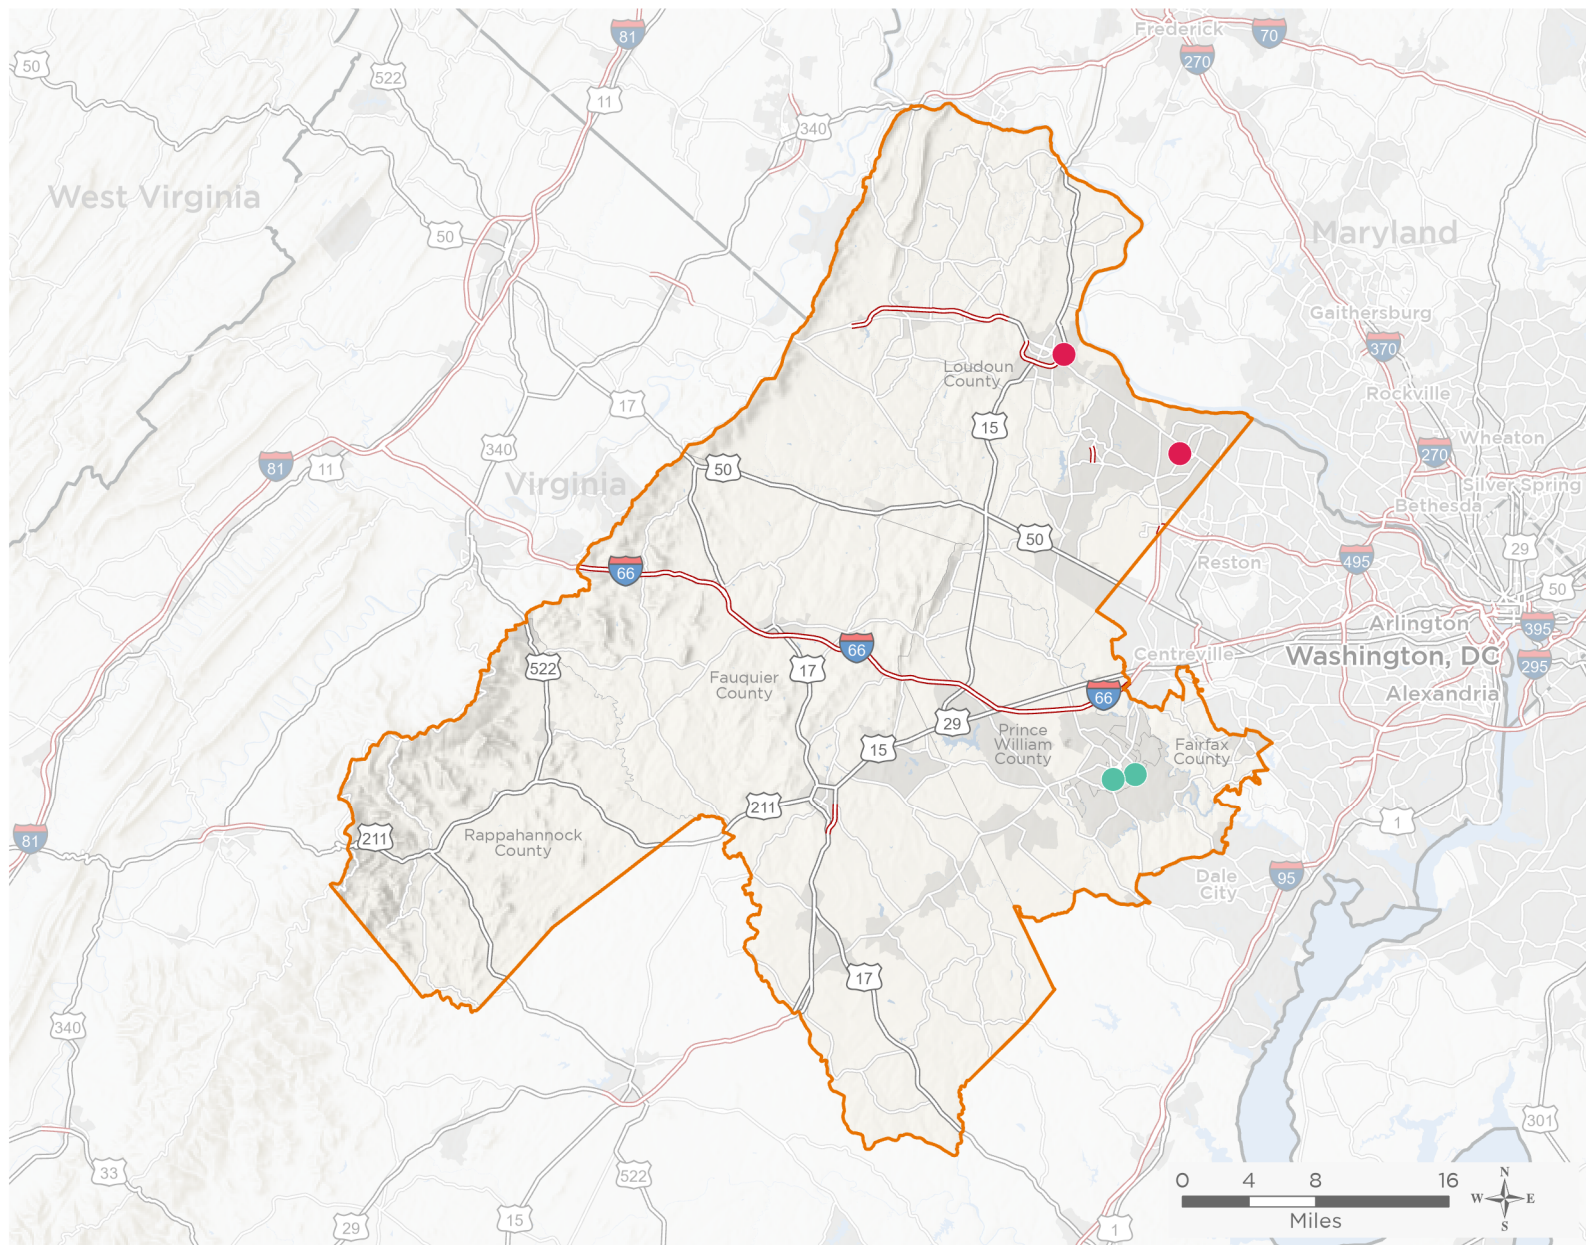 Frederick
81
70
50
522
270
11
340
West Virginia
50
Maryland
Gaithersburg
370
Loudoun
County
Rockville
17
15
Wheaton
340
81
11
50
270
Virginia
Silver Spring
Bethesda
50
29
495
Reston
66
50
Arlington
395
66
Centreville
Washington, DC
295
522
17
Fauquier
County
66
Alexandria
29
15
Prince
William
County
Fairfax
County
211
1
81
211
Rappahannock
County
Dale
City
95
17
340
301
33
522
0 4 8 16
Miles
N
W E
S
29
15
1